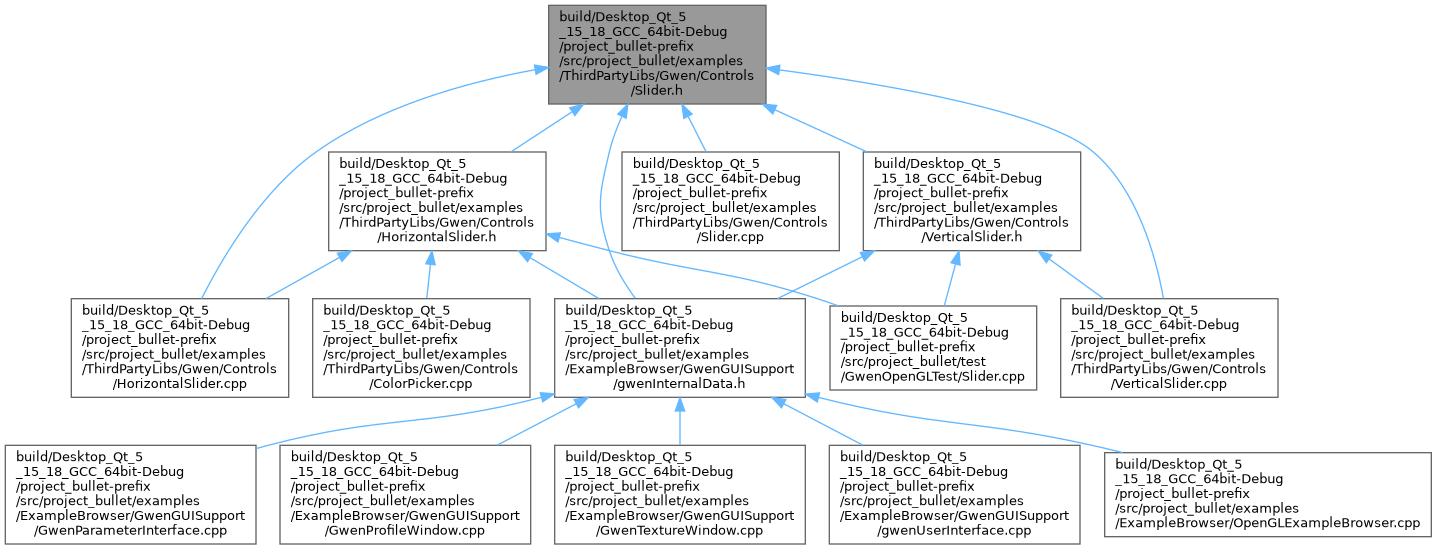 build/Desktop_Qt_5
_15_18_GCC_64bit-Debug
/project_bullet-prefix
/src/project_bullet/examples
/ThirdPartyLibs/Gwen/Controls
/Slider.h
build/Desktop_Qt_5
_15_18_GCC_64bit-Debug
/project_bullet-prefix
/src/project_bullet/examples
/ThirdPartyLibs/Gwen/Controls
/HorizontalSlider.h
build/Desktop_Qt_5
_15_18_GCC_64bit-Debug
/project_bullet-prefix
/src/project_bullet/examples
/ThirdPartyLibs/Gwen/Controls
/Slider.cpp
build/Desktop_Qt_5
_15_18_GCC_64bit-Debug
/project_bullet-prefix
/src/project_bullet/examples
/ThirdPartyLibs/Gwen/Controls
/VerticalSlider.h
build/Desktop_Qt_5
_15_18_GCC_64bit-Debug
/project_bullet-prefix
/src/project_bullet/examples
/ThirdPartyLibs/Gwen/Controls
/HorizontalSlider.cpp
build/Desktop_Qt_5
_15_18_GCC_64bit-Debug
/project_bullet-prefix
/src/project_bullet/examples
/ThirdPartyLibs/Gwen/Controls
/ColorPicker.cpp
build/Desktop_Qt_5
_15_18_GCC_64bit-Debug
/project_bullet-prefix
/src/project_bullet/examples
/ExampleBrowser/GwenGUISupport
/gwenInternalData.h
build/Desktop_Qt_5
_15_18_GCC_64bit-Debug
/project_bullet-prefix
/src/project_bullet/test
/GwenOpenGLTest/Slider.cpp
build/Desktop_Qt_5
_15_18_GCC_64bit-Debug
/project_bullet-prefix
/src/project_bullet/examples
/ThirdPartyLibs/Gwen/Controls
/VerticalSlider.cpp
build/Desktop_Qt_5
_15_18_GCC_64bit-Debug
/project_bullet-prefix
/src/project_bullet/examples
/ExampleBrowser/GwenGUISupport
/GwenParameterInterface.cpp
build/Desktop_Qt_5
_15_18_GCC_64bit-Debug
/project_bullet-prefix
/src/project_bullet/examples
/ExampleBrowser/GwenGUISupport
/GwenProfileWindow.cpp
build/Desktop_Qt_5
_15_18_GCC_64bit-Debug
/project_bullet-prefix
/src/project_bullet/examples
/ExampleBrowser/GwenGUISupport
/GwenTextureWindow.cpp
build/Desktop_Qt_5
_15_18_GCC_64bit-Debug
/project_bullet-prefix
/src/project_bullet/examples
/ExampleBrowser/GwenGUISupport
/gwenUserInterface.cpp
build/Desktop_Qt_5
_15_18_GCC_64bit-Debug
/project_bullet-prefix
/src/project_bullet/examples
/ExampleBrowser/OpenGLExampleBrowser.cpp